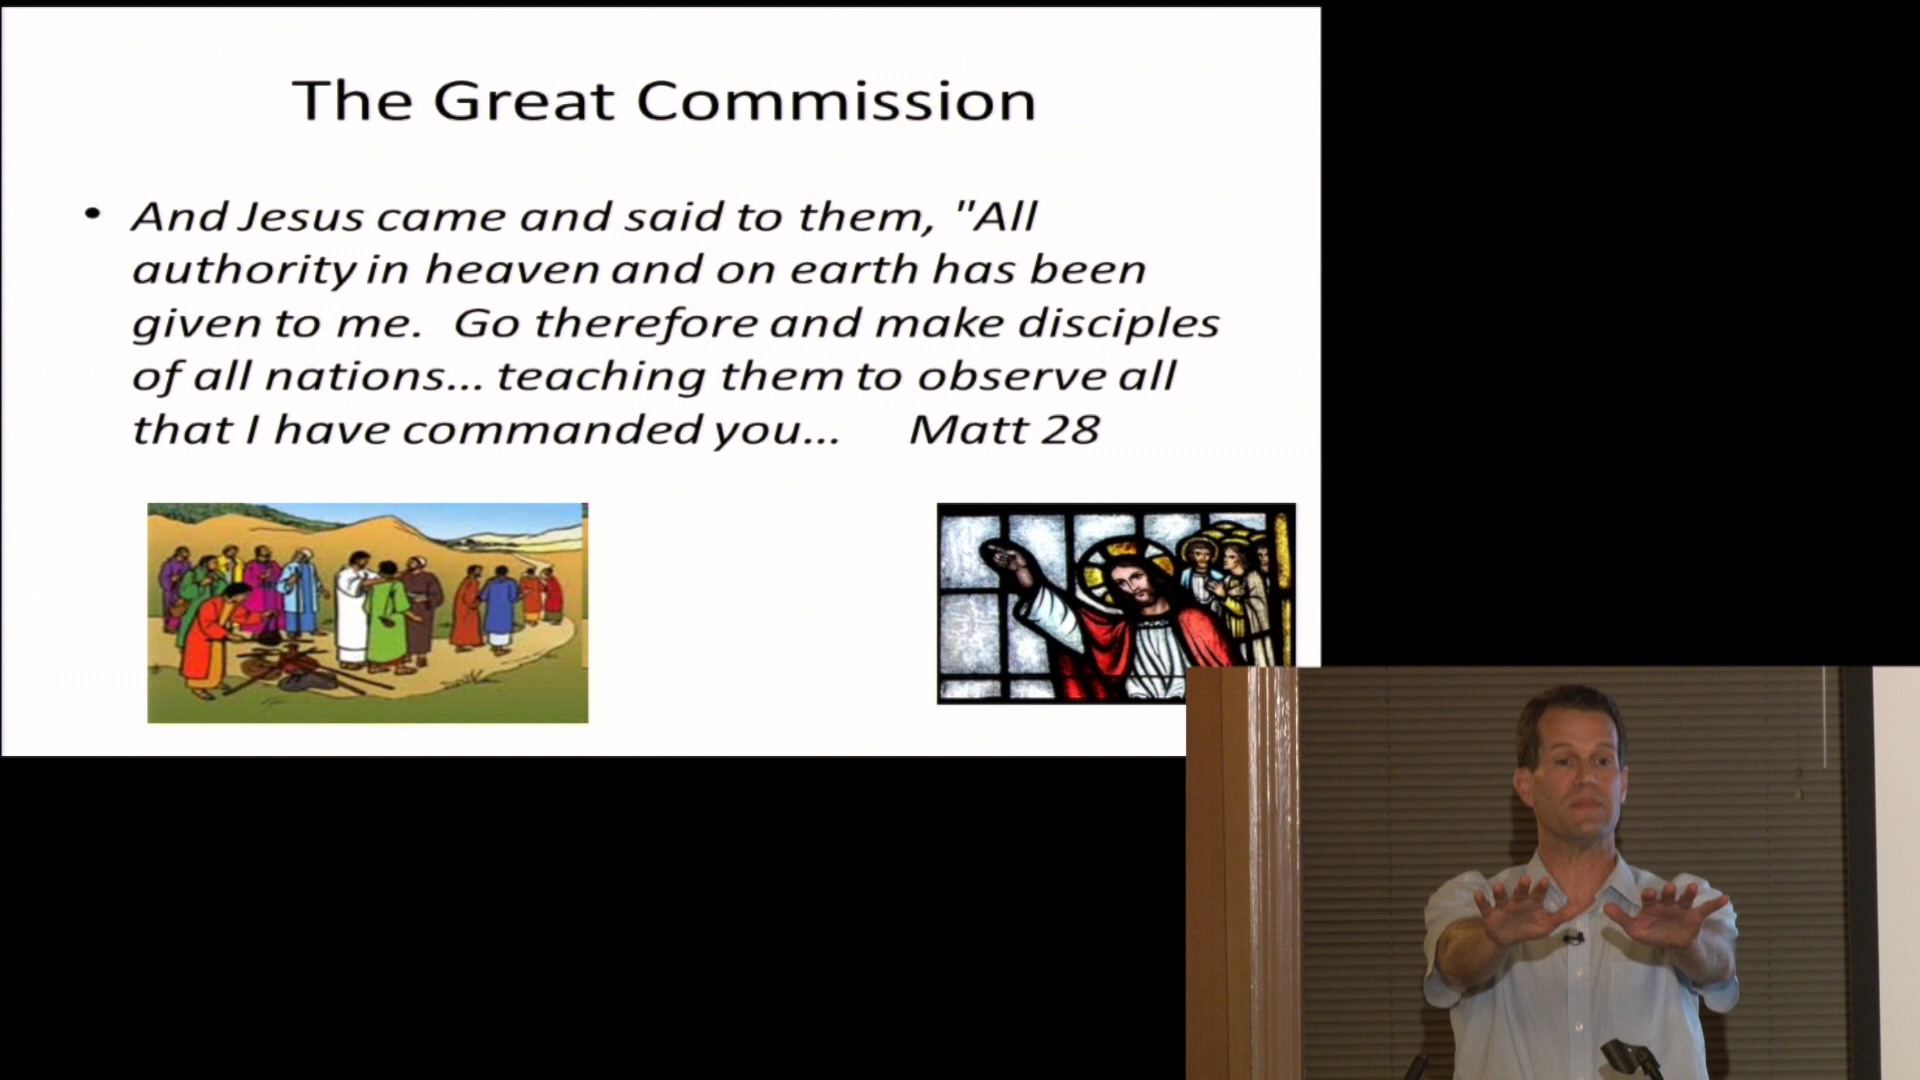 The Great Commission
• And Jesus came and said to them, "All
authority in heaven and on earth has been
given to me.  Go therefore and make disciples
of all nations... teaching them to observe all
that I have commanded you...      Matt 28